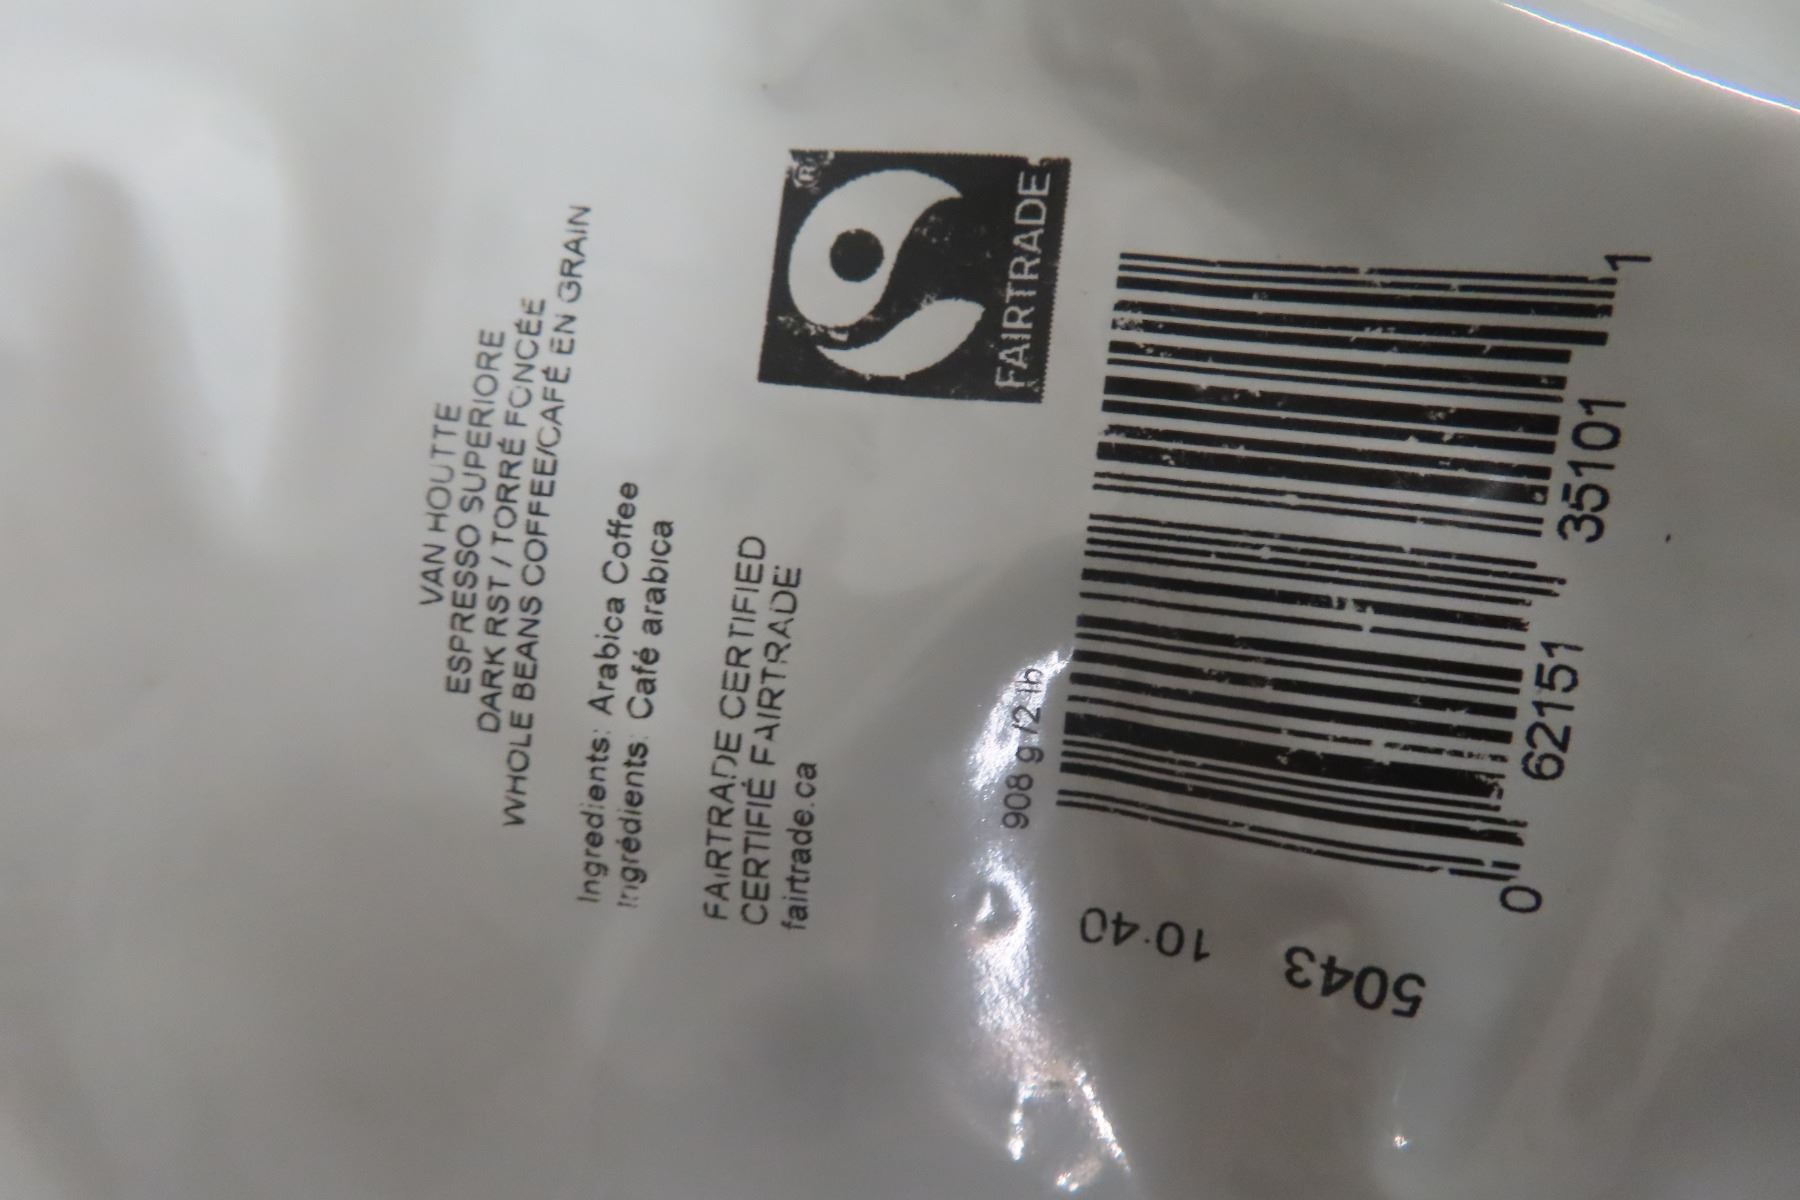 VAN HOUTTE
ESPRESSO SUPERIORE
DARK RST / TORRÉ FONCÉE
WHOLE BEANS COFFEE/CAFÉ EN GRAIN
Ingredients: Arabica Coffee
Ingrédients: Café arabica
FAIRTRADE CERTIFIED
CERTIFIÉ FAIRTRADE
fairtrade.ca
®
FAIRTRADE
908 g /2 lb
0 62151 35101 1
10:40
5043